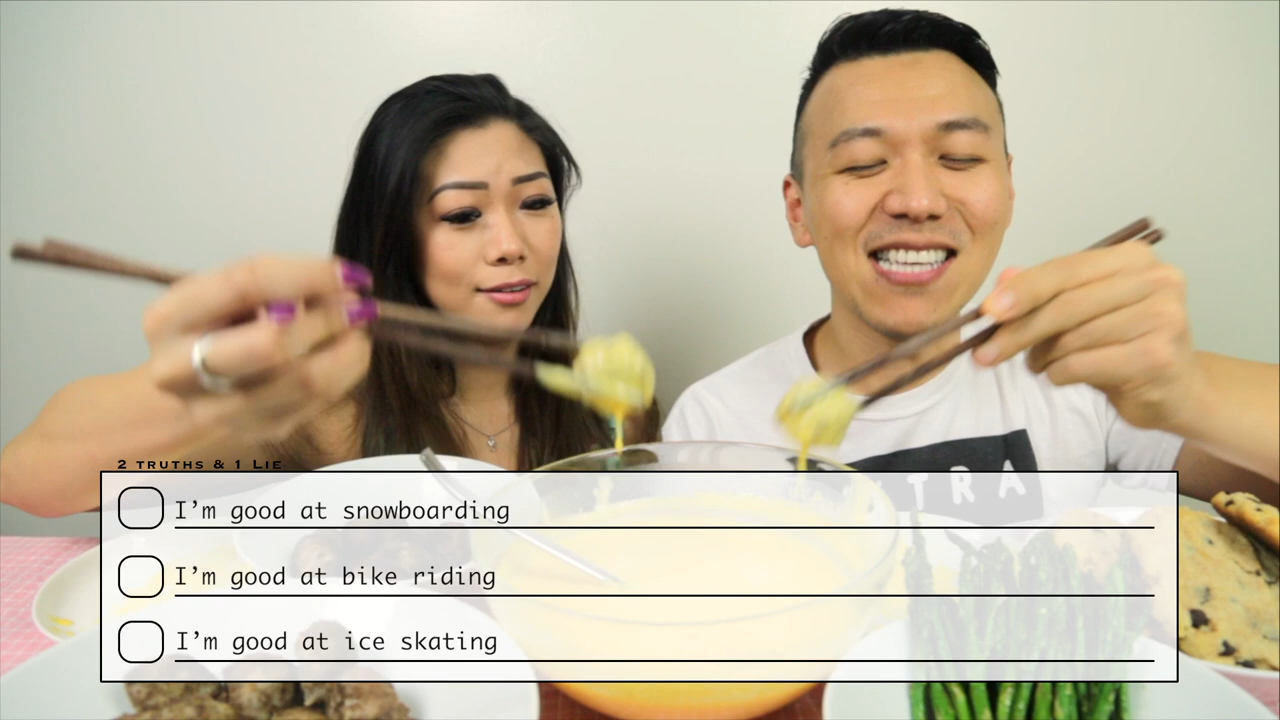 2 truths & 1 Lie
I'm good at snowboarding
I'm good at bike riding
I'm good at ice skating